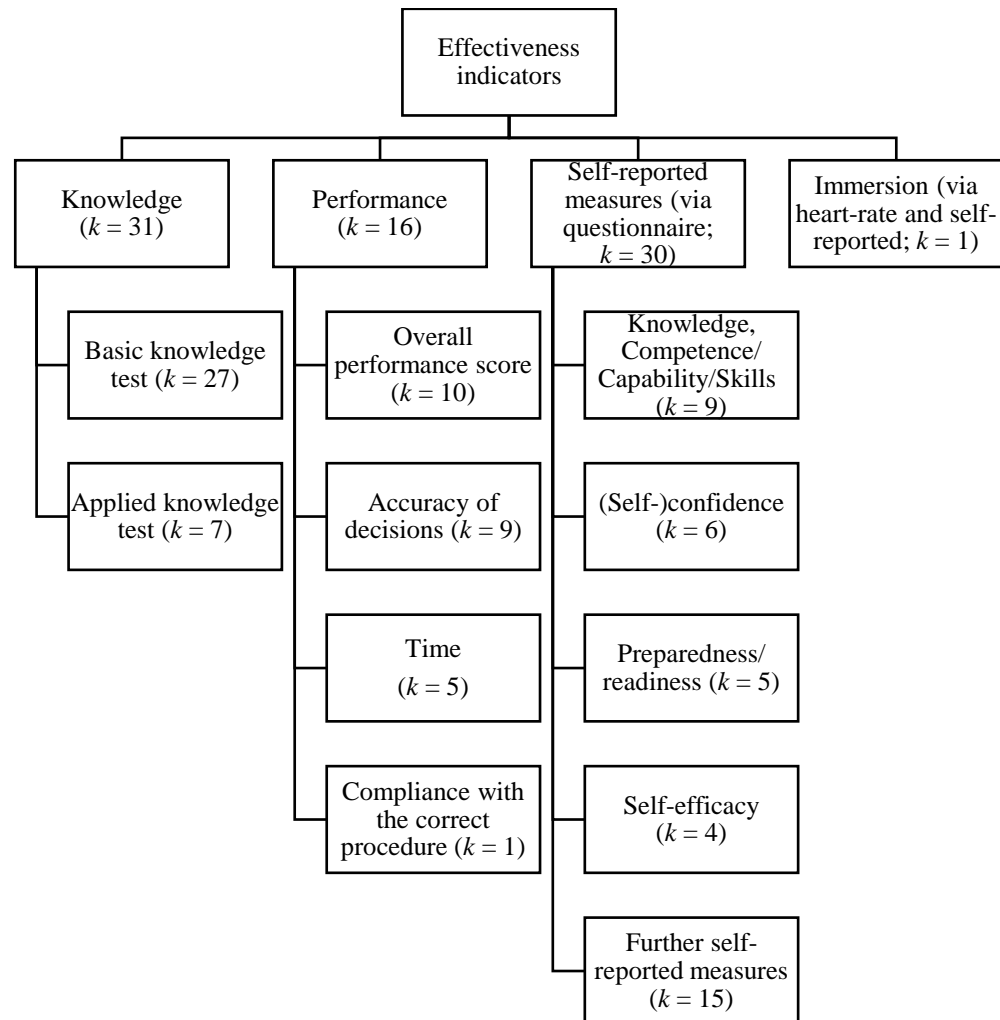 Effectiveness
indicators
Knowledge
(k = 31)
Performance
(k = 16)
Self-reported
measures (via
questionnaire;
k = 30)
Immersion (via
heart-rate and self-
reported; k = 1)
Basic knowledge
test (k = 27)
Applied knowledge
test (k = 7)
Overall
performance score
(k = 10)
Accuracy of
decisions (k = 9)
Time
(k = 5)
Compliance with
the correct
procedure (k = 1)
Knowledge,
Competence/
Capability/Skills
(k = 9)
(Self-)confidence
(k = 6)
Preparedness/
readiness (k = 5)
Self-efficacy
(k = 4)
Further self-
reported measures
(k = 15)